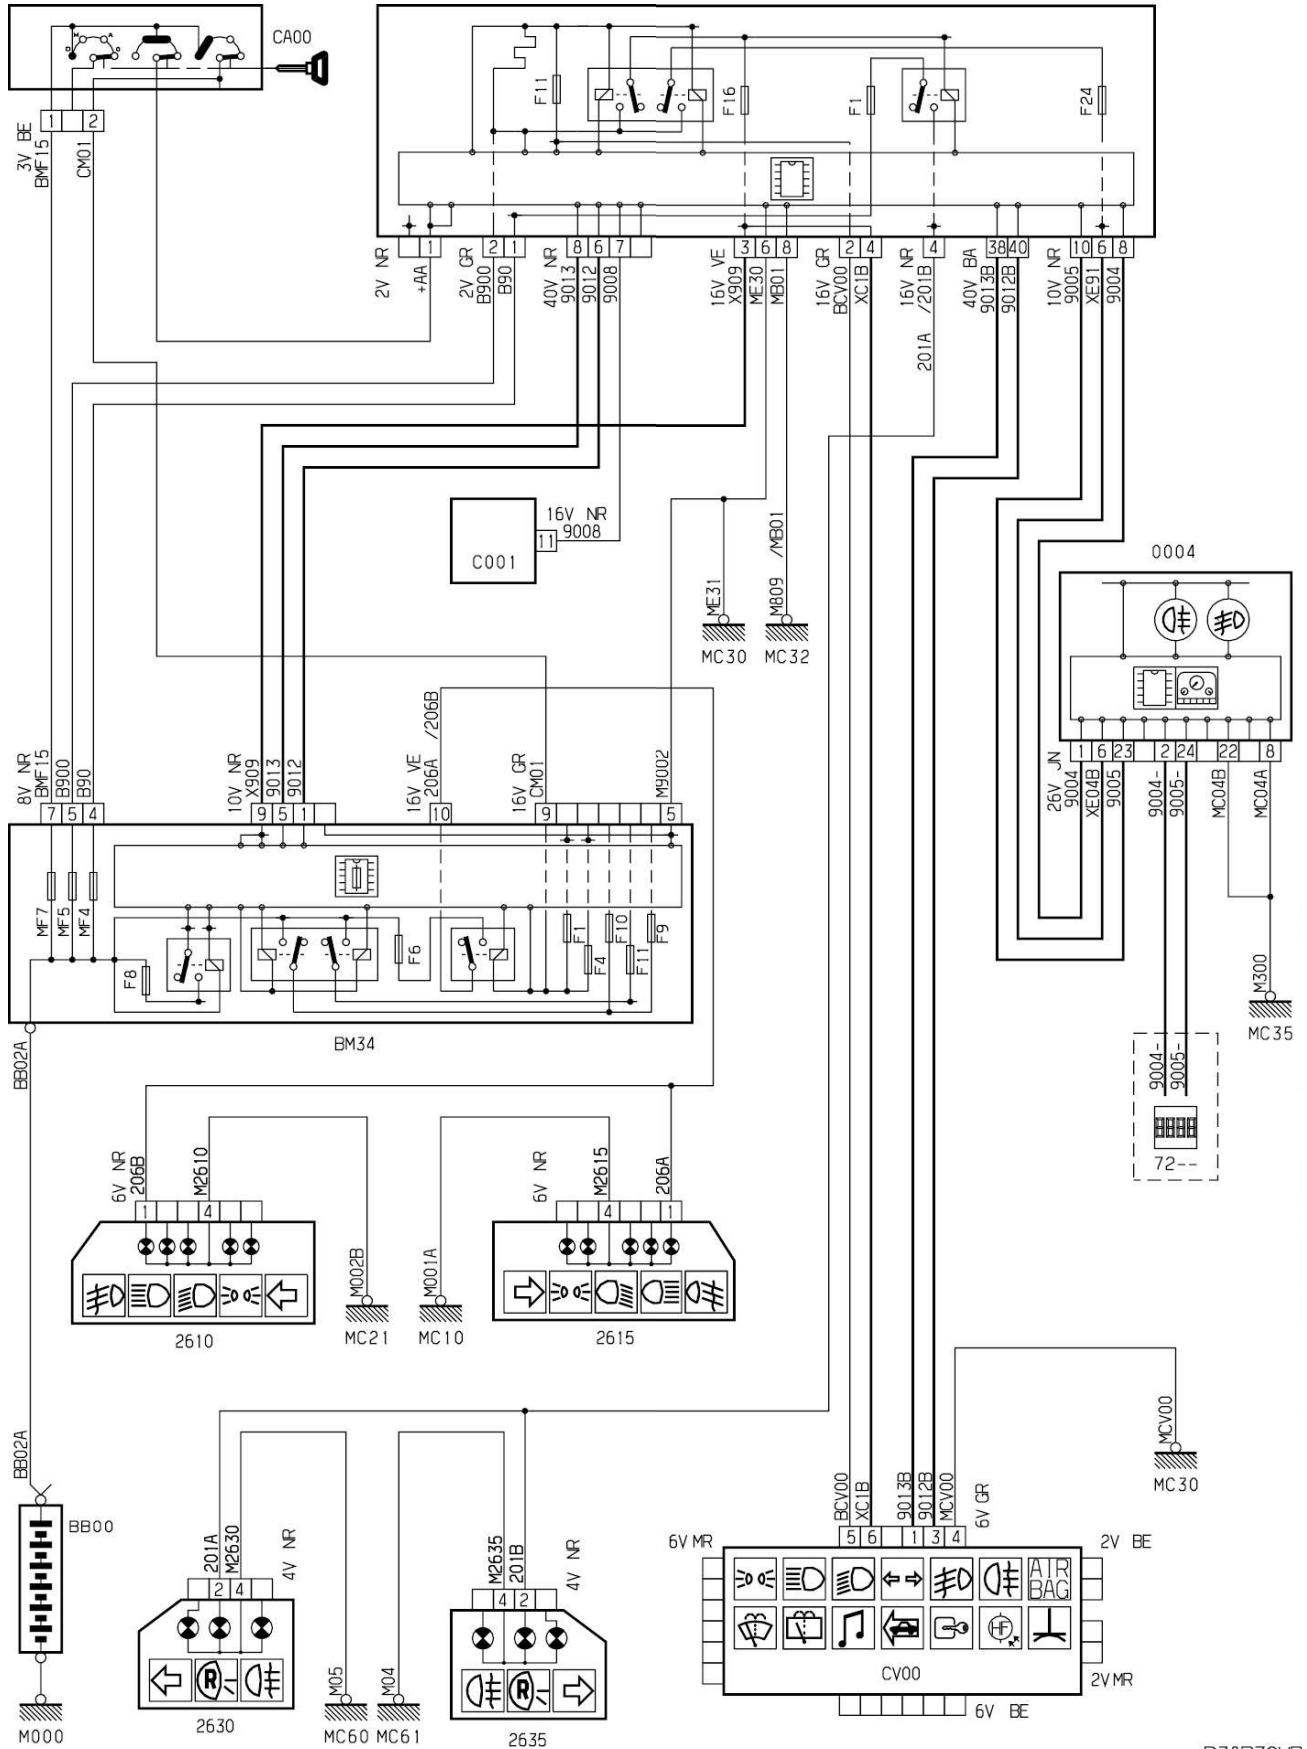 CA00
F11
F16
F1
F24
1 2
3V BE
BMF15
CM01
1 2 1 8 6 7 3 6 8 2 4 4 38 40 10 6 8
2V NR
+AA
2V GR
B900
B90
40V NR
9013
9012
9008
16V VE
X909
ME30
MB01
16V GR
BCV00
XC1B
16V NR
/201B
201A
40V BA
9013B
9012B
10V NR
9005
XE91
9004
C001
11
16V NR
9008
ME31
MC30
/MB01
M809
MC32
0004
1 6 23 2 24 22 8
26V JN
9004
XE04B
9005
9004-
9005-
MC04B
MC04A
M300
MC35
9004-
9005-
72--
8V NR
BMF15
B900
B90
10V NR
X909
9013
9012
16V VE
206A
/206B
16V GR
CM01
M9002
7 5 4 9 5 1 10 9 5
MF7
MF5
MF4
F8
F6
F1
F4
F10
F11
F9
BM34
BB02A
6V NR
206B
M2610
1 4
2610
M002B
MC21
M001A
MC10
6V NR
M2615
206A
4 1
2615
BB02A
BB00
M000
201A
M2630
4V NR
2 4
R
2630
M05
MC60
M04
MC61
M2635
201B
4V NR
4 2
R
2635
MCV00
MC30
BCV00
XC1B
9013B
9012B
MCV00
6V GR
5 6 1 3 4
6V MR
2V BE
AIR
BAG
HF
CV00
2V MR
6V BE